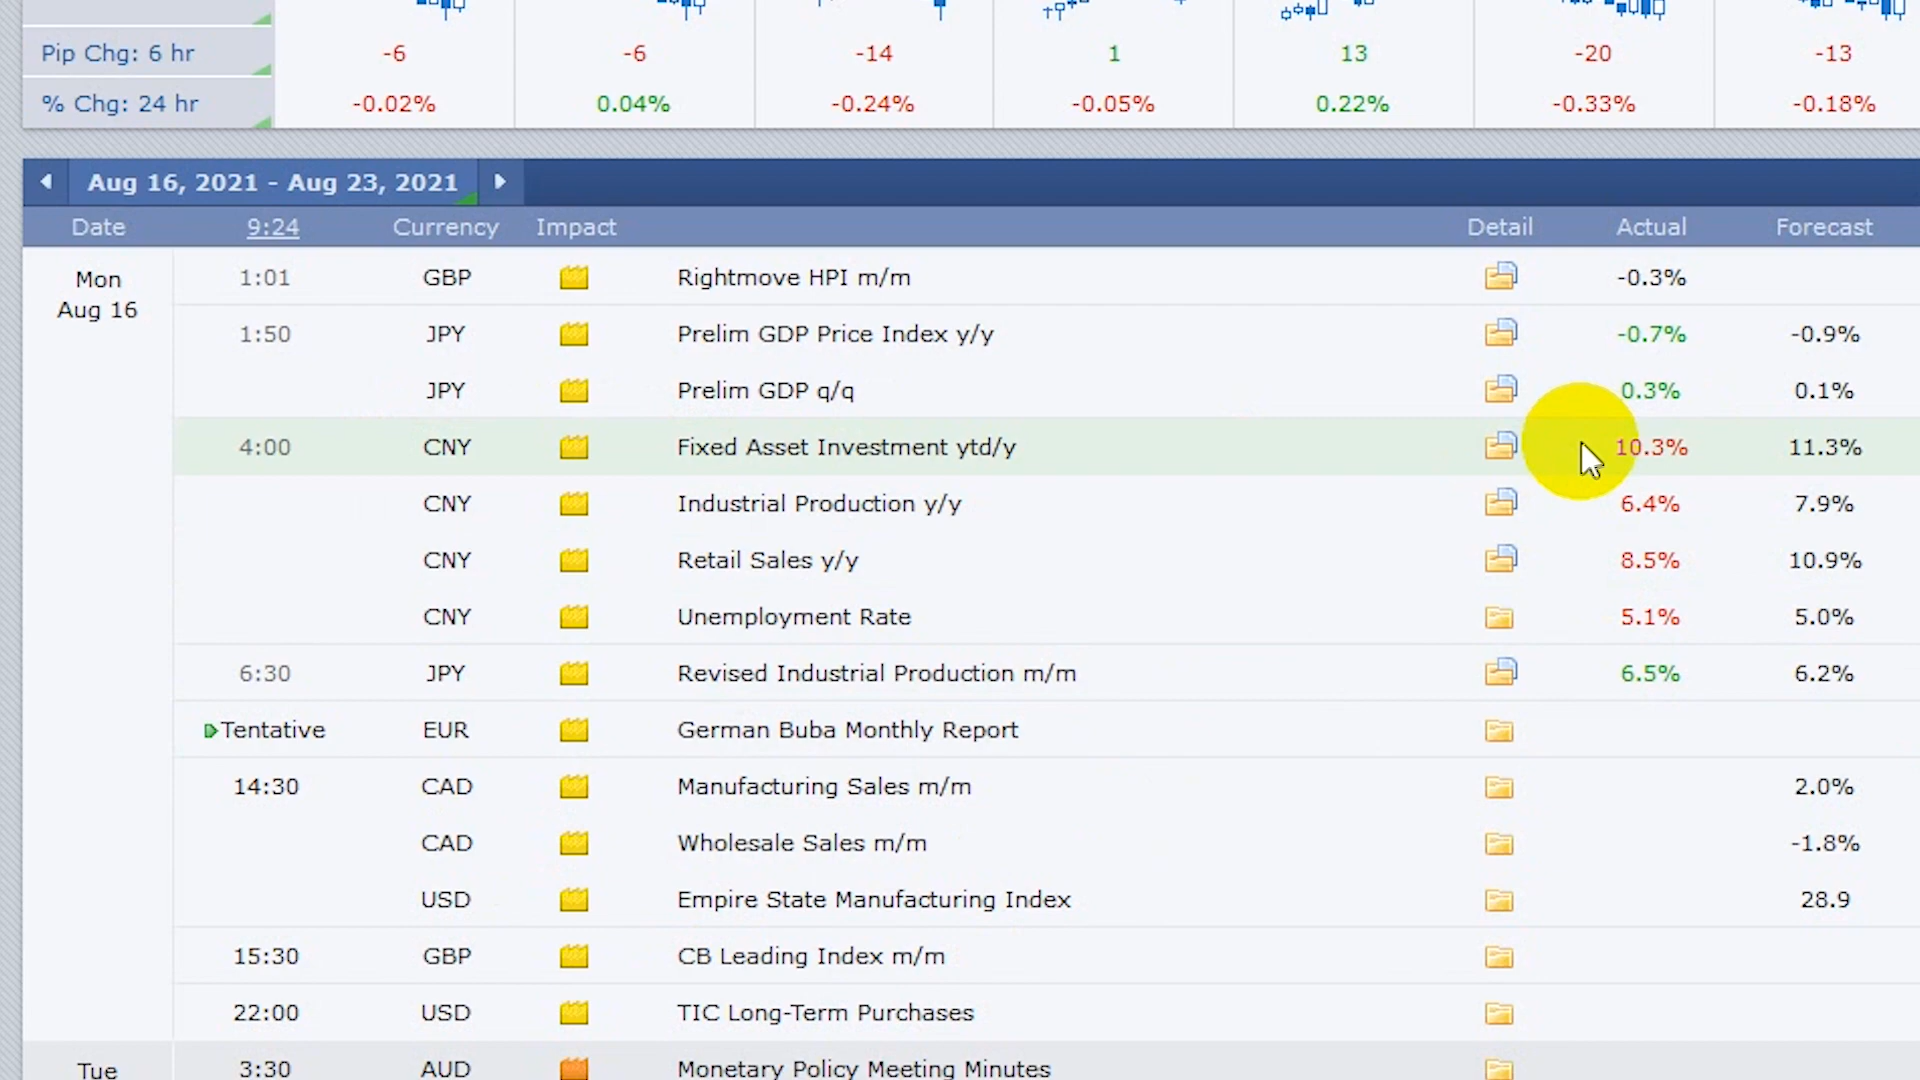 Pip Chg: 6 hr -6 -6 -14 1 13 -20 -13
% Chg: 24 hr -0.02% 0.04% -0.24% -0.05% 0.22% -0.33% -0.18%
Aug 16, 2021 - Aug 23, 2021
Date 9:24 Currency Impact Detail Actual Forecast
Mon
Aug 16
1:01 GBP Rightmove HPI m/m -0.3%
1:50 JPY Prelim GDP Price Index y/y -0.7% -0.9%
JPY Prelim GDP q/q 0.3% 0.1%
4:00 CNY Fixed Asset Investment ytd/y 10.3% 11.3%
CNY Industrial Production y/y 6.4% 7.9%
CNY Retail Sales y/y 8.5% 10.9%
CNY Unemployment Rate 5.1% 5.0%
6:30 JPY Revised Industrial Production m/m 6.5% 6.2%
Tentative EUR German Buba Monthly Report
14:30 CAD Manufacturing Sales m/m 2.0%
CAD Wholesale Sales m/m -1.8%
USD Empire State Manufacturing Index 28.9
15:30 GBP CB Leading Index m/m
22:00 USD TIC Long-Term Purchases
Tue 3:30 AUD Monetary Policy Meeting Minutes